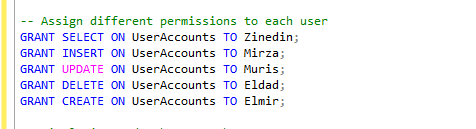 -- Assign different permissions to each user
GRANT SELECT ON UserAccounts TO Zinedin;
GRANT INSERT ON UserAccounts TO Mirza;
GRANT UPDATE ON UserAccounts TO Muris;
GRANT DELETE ON UserAccounts TO Eldad;
GRANT CREATE ON UserAccounts TO Elmir;